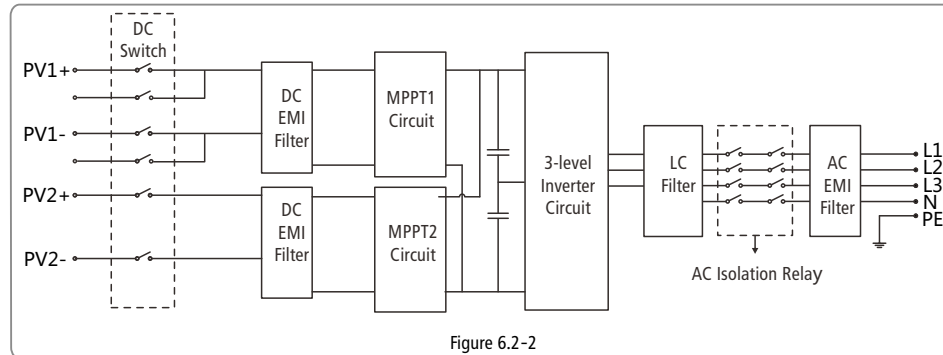 DC
Switch
PV1+
PV1-
PV2+
PV2-
DC
EMI
Filter
DC
EMI
Filter
MPPT1
Circuit
MPPT2
Circuit
3-level
Inverter
Circuit
LC
Filter
AC
EMI
Filter
L1
L2
L3
N
PE
AC Isolation Relay
Figure 6.2-2